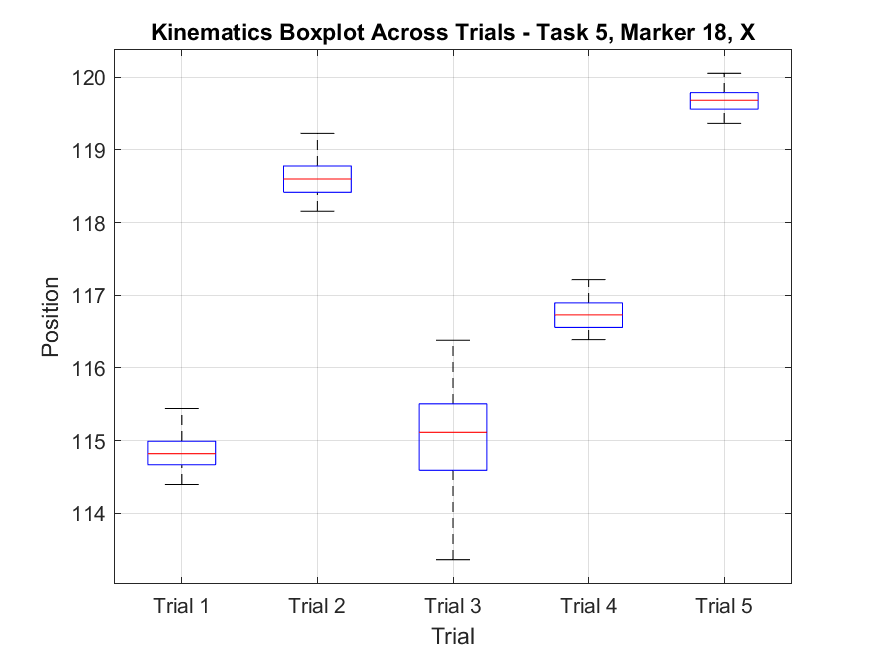 Kinematics Boxplot Across Trials - Task 5, Marker 18, X
120
119
118
117
116
115
114
Position
Trial 1 Trial 2 Trial 3 Trial 4 Trial 5
Trial